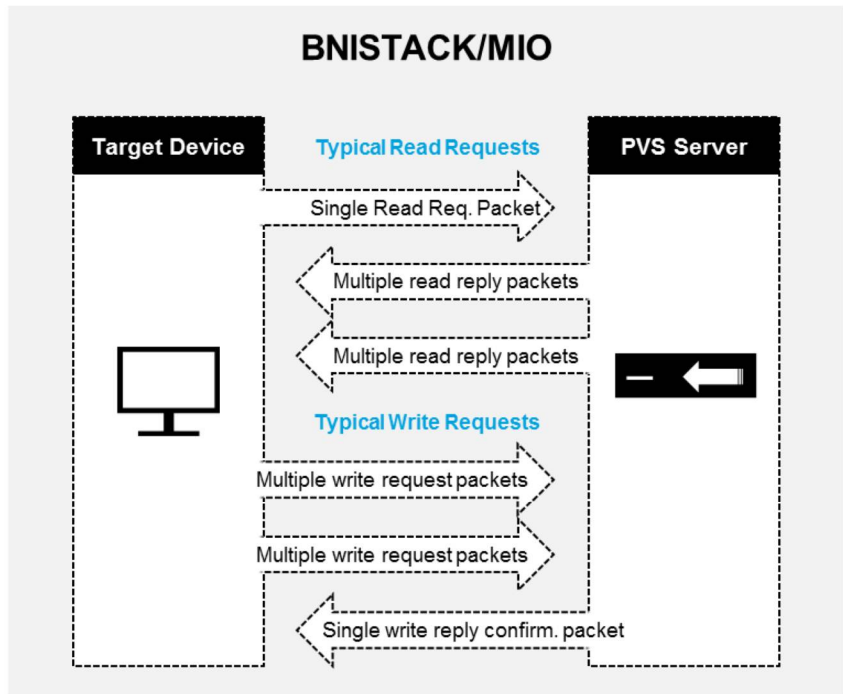 BNISTACK/MIO
Target Device
Typical Read Requests
PVS Server
Single Read Req. Packet
Multiple read reply packets
Multiple read reply packets
Typical Write Requests
Multiple write request packets
Multiple write request packets
Single write reply confirm. packet